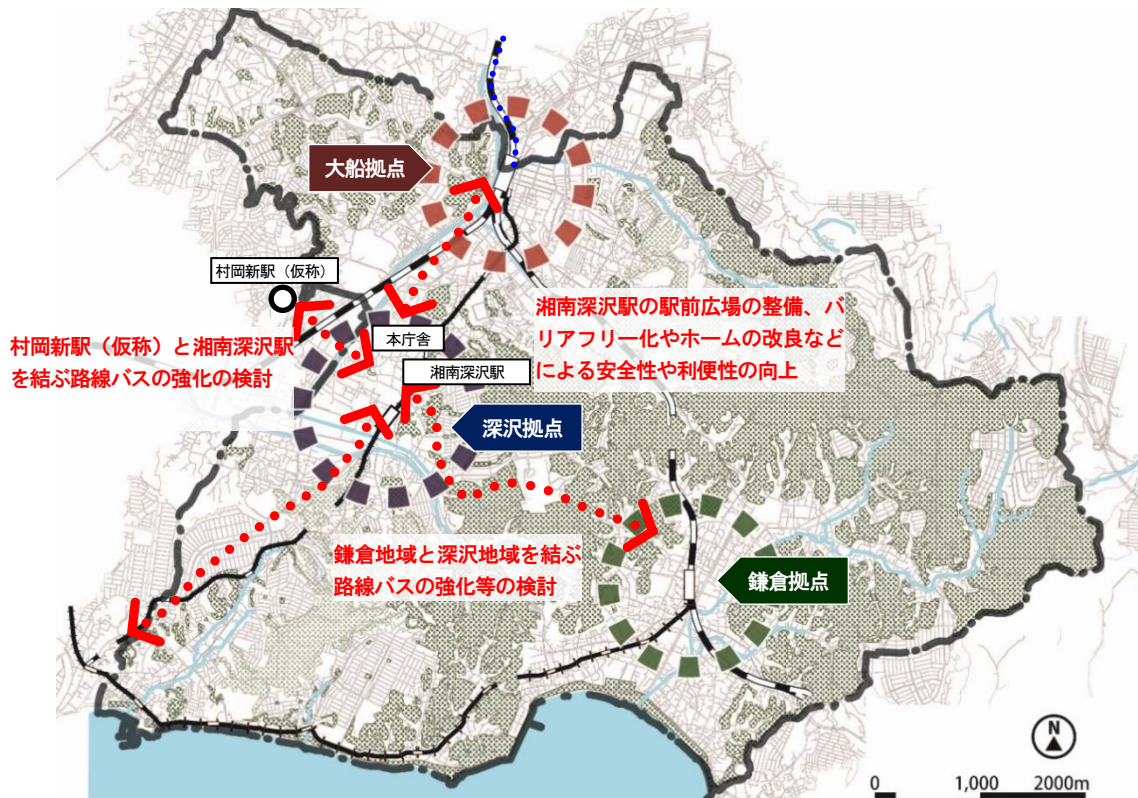 大船拠点
村岡新駅（仮称）
村岡新駅（仮称）と湘南深沢駅
を結ぶ路線バスの強化の検討
本庁舎
湘南深沢駅の駅前広場の整備、バ
リアフリー化やホームの改良など
による安全性や利便性の向上
湘南深沢駅
深沢拠点
鎌倉地域と深沢地域を結ぶ
路線バスの強化等の検討
鎌倉拠点
N
0 1,000 2000m